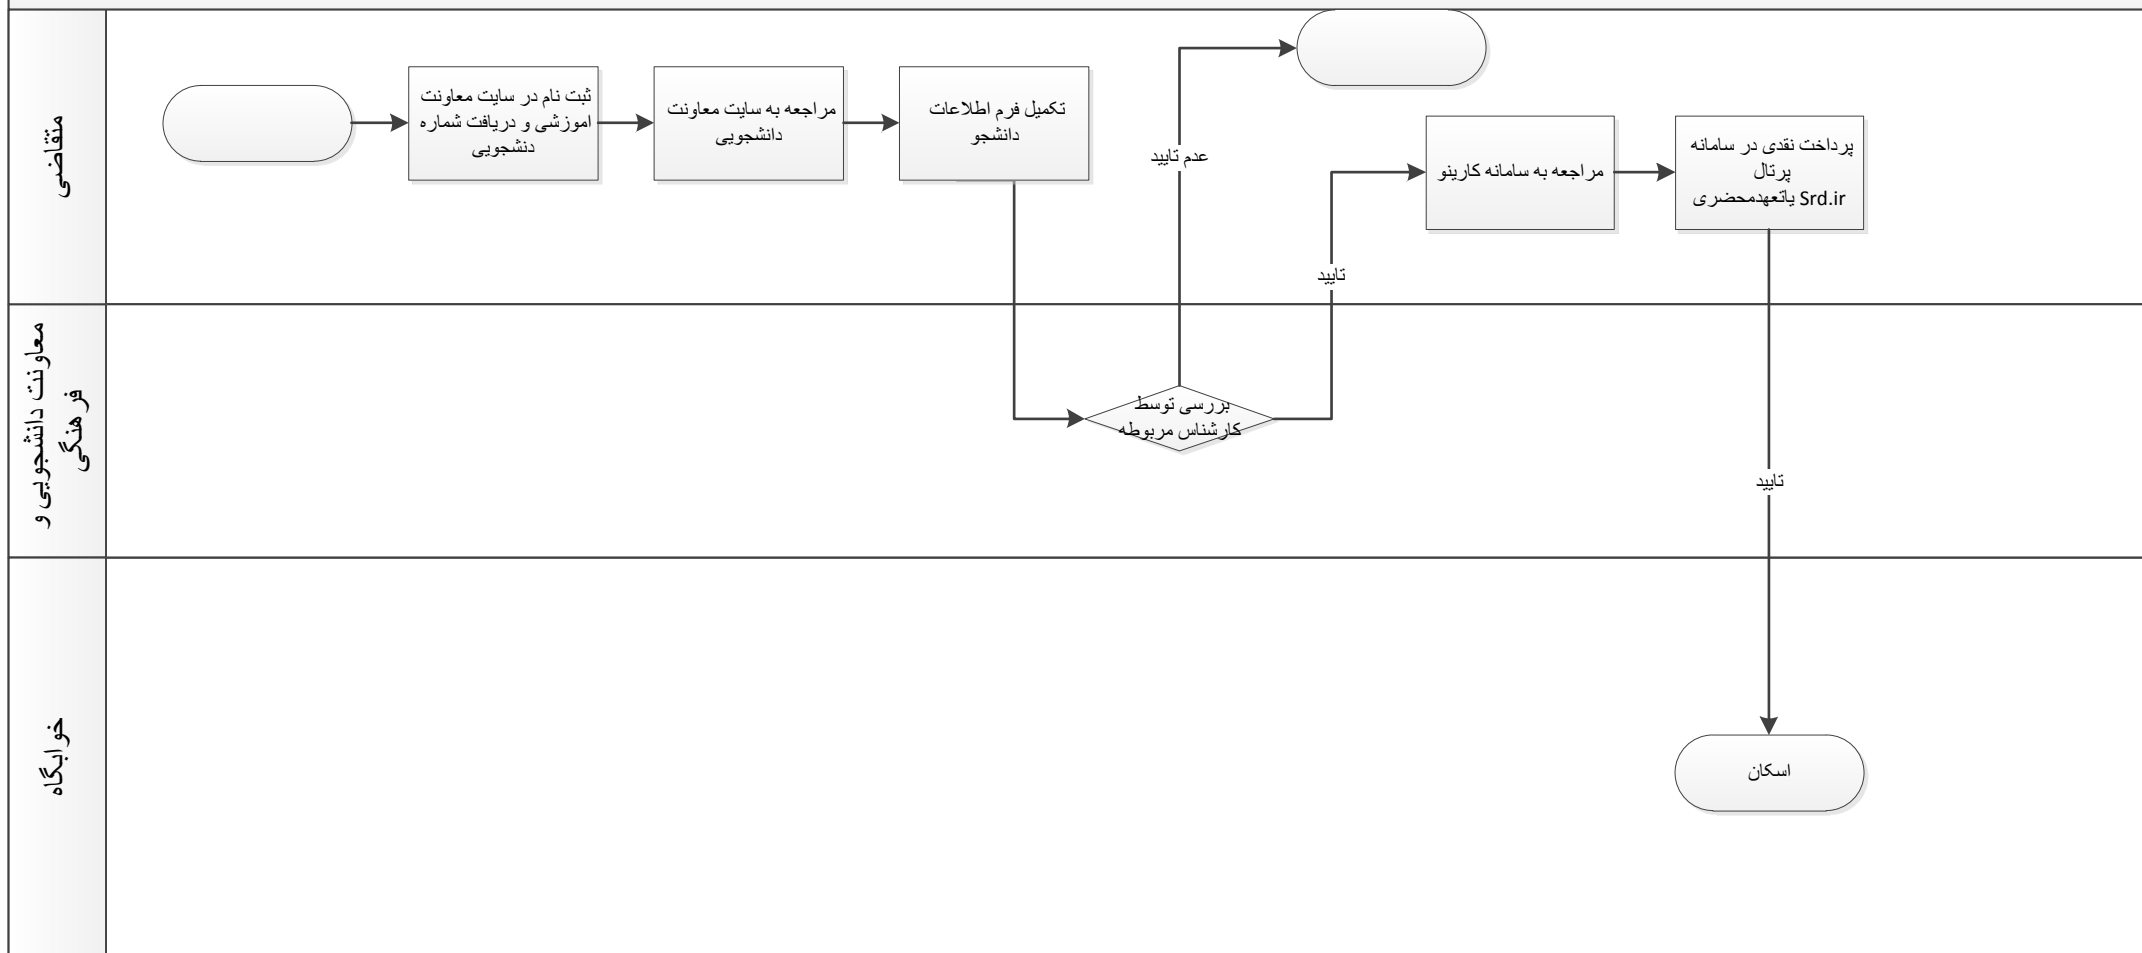 متقاضی
ثبت نام در سایت معاونت
اموزشی و دریافت شماره
دنشجویی
مراجعه به سایت معاونت
دانشجویی
تکمیل فرم اطلاعات
دانشجو
عدم تایید
تایید
مراجعه به سامانه کارینو
پرداخت نقدی در سامانه
پرتال
Srd.ir یاتعهدمحضری
معاونت دانشجویی و
فرهنگی
بررسی توسط
کارشناس مربوطه
تایید
خوابگاه
اسکان